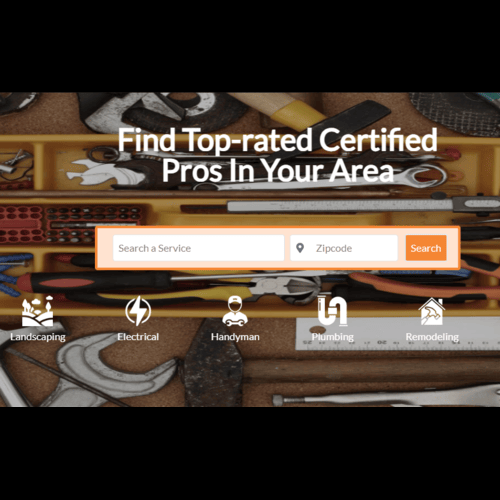 Find Top-rated Certified
Pros In Your Area
Search a Service
Zipcode
Search
Landscaping
Electrical
Handyman
Plumbing
Remodeling